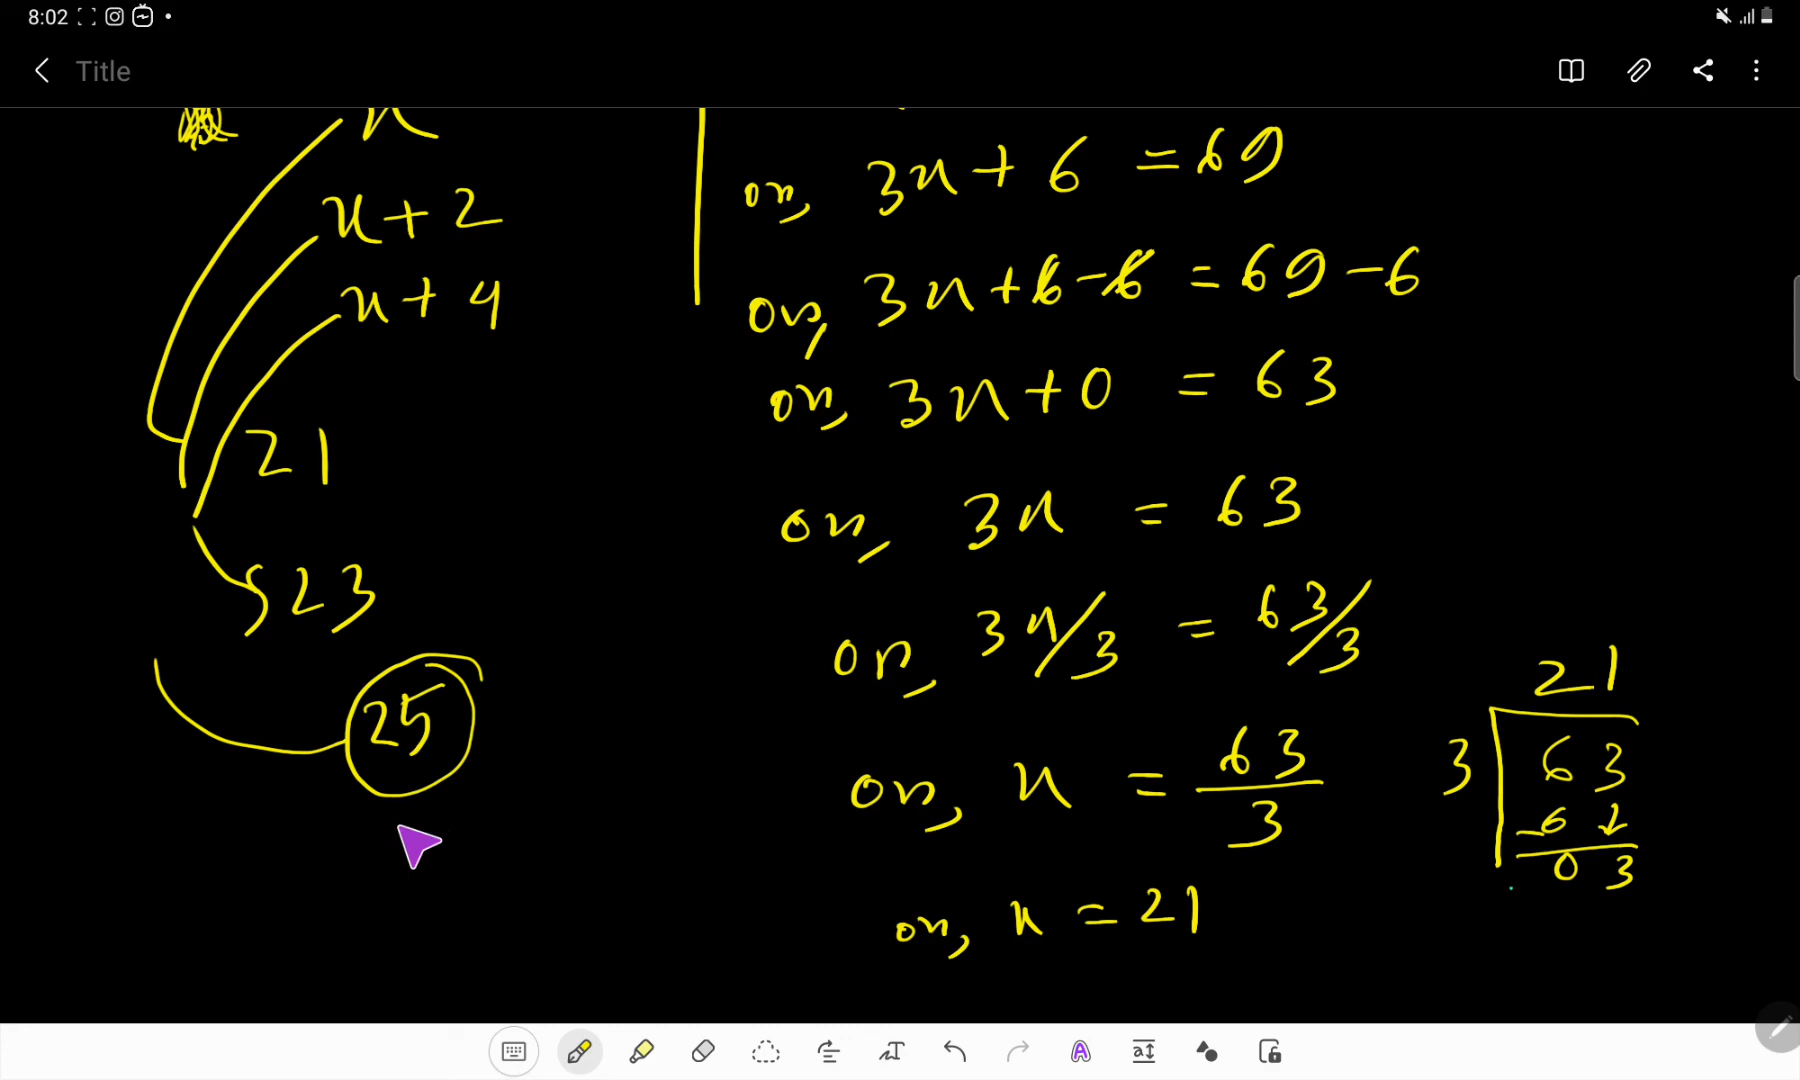 8:02
Title
x
x+2
x+4
21
23
25
or, 3x+6 =69
or, 3x+6-6 = 69-6
or, 3x+0 = 63
or, 3x = 63
or, 3x/3 = 63/3
or, x = 63/3
or, x = 21
21
3 63
-6↓
03